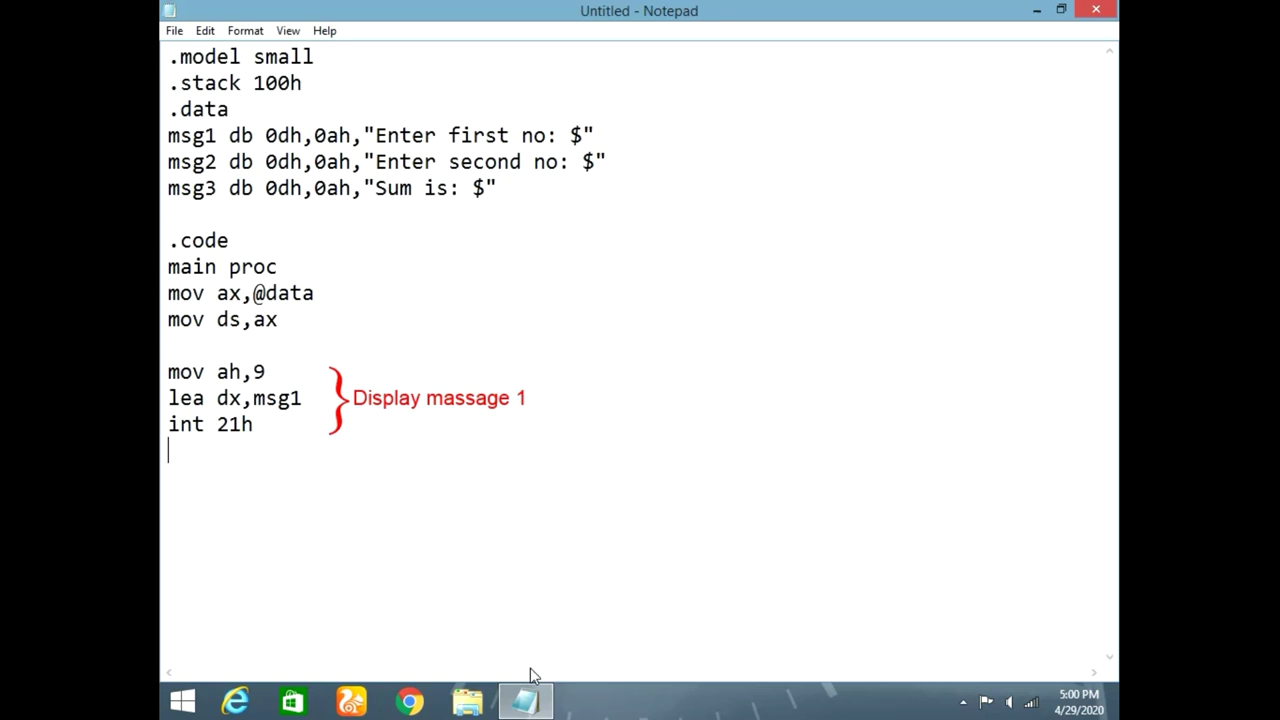 Untitled - Notepad
File Edit Format View Help
.model small
.stack 100h
.data
msg1 db 0dh,0ah,"Enter first no: $"
msg2 db 0dh,0ah,"Enter second no: $"
msg3 db 0dh,0ah,"Sum is: $"
.code
main proc
mov ax,@data
mov ds,ax
mov ah,9
lea dx,msg1
Display massage 1
int 21h
5:00 PM
4/29/2020